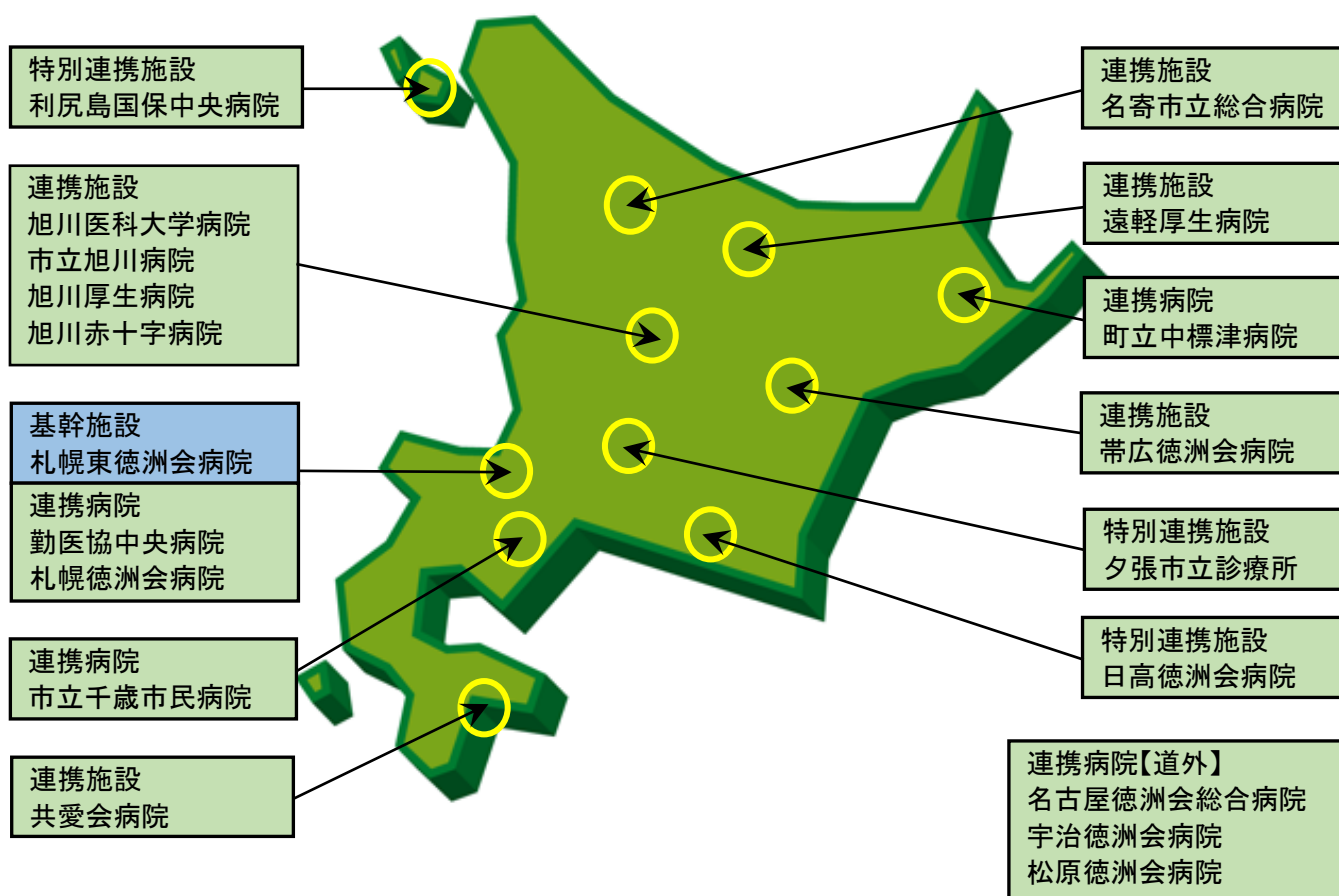 特別連携施設
利尻島国保中央病院
連携施設
旭川医科大学病院
市立旭川病院
旭川厚生病院
旭川赤十字病院
基幹施設
札幌東徳洲会病院
連携病院
勤医協中央病院
札幌徳洲会病院
連携病院
市立千歳市民病院
連携施設
共愛会病院
連携施設
名寄市立総合病院
連携施設
遠軽厚生病院
連携病院
町立中標津病院
連携施設
帯広徳洲会病院
特別連携施設
夕張市立診療所
特別連携施設
日高徳洲会病院
連携病院【道外】
名古屋徳洲会総合病院
宇治徳洲会病院
松原徳洲会病院